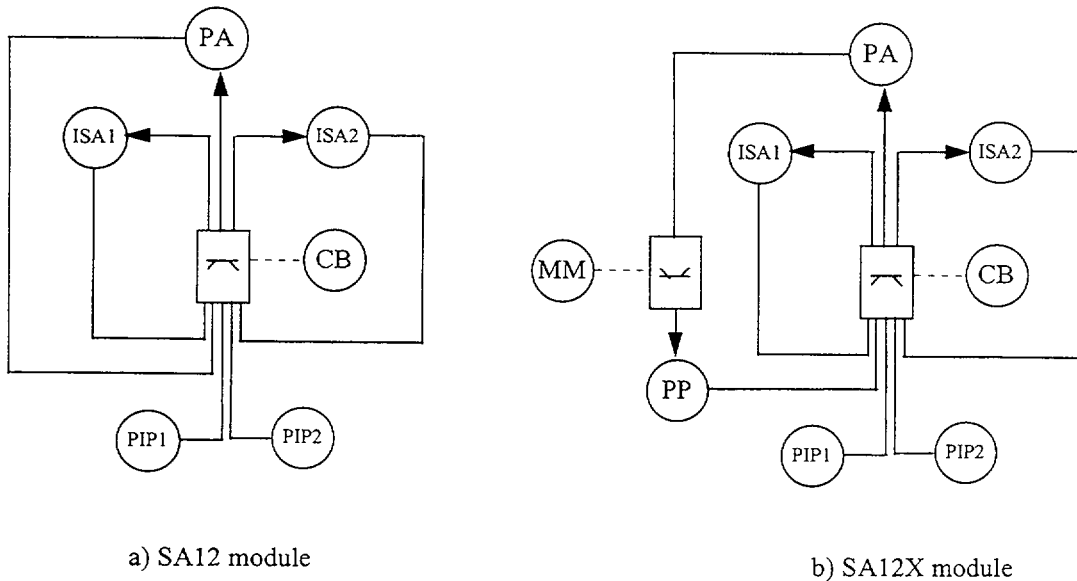 PA
ISA1
ISA2
CB
PIP1
PIP2
a) SA12 module
PA
ISA1
ISA2
MM
CB
PP
PIP1
PIP2
b) SA12X module